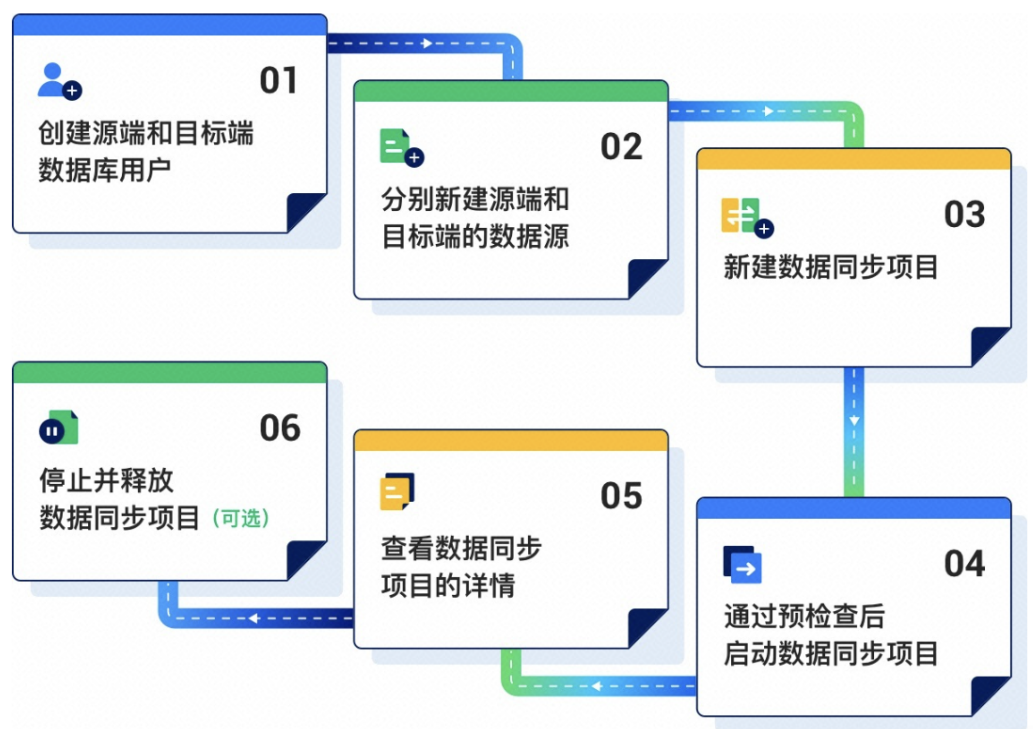 01
创建源端和目标端
数据库用户
02
分别新建源端和
目标端的数据源
03
新建数据同步项目
04
通过预检查后
启动数据同步项目
05
查看数据同步
项目的详情
06
停止并释放
数据同步项目（可选）